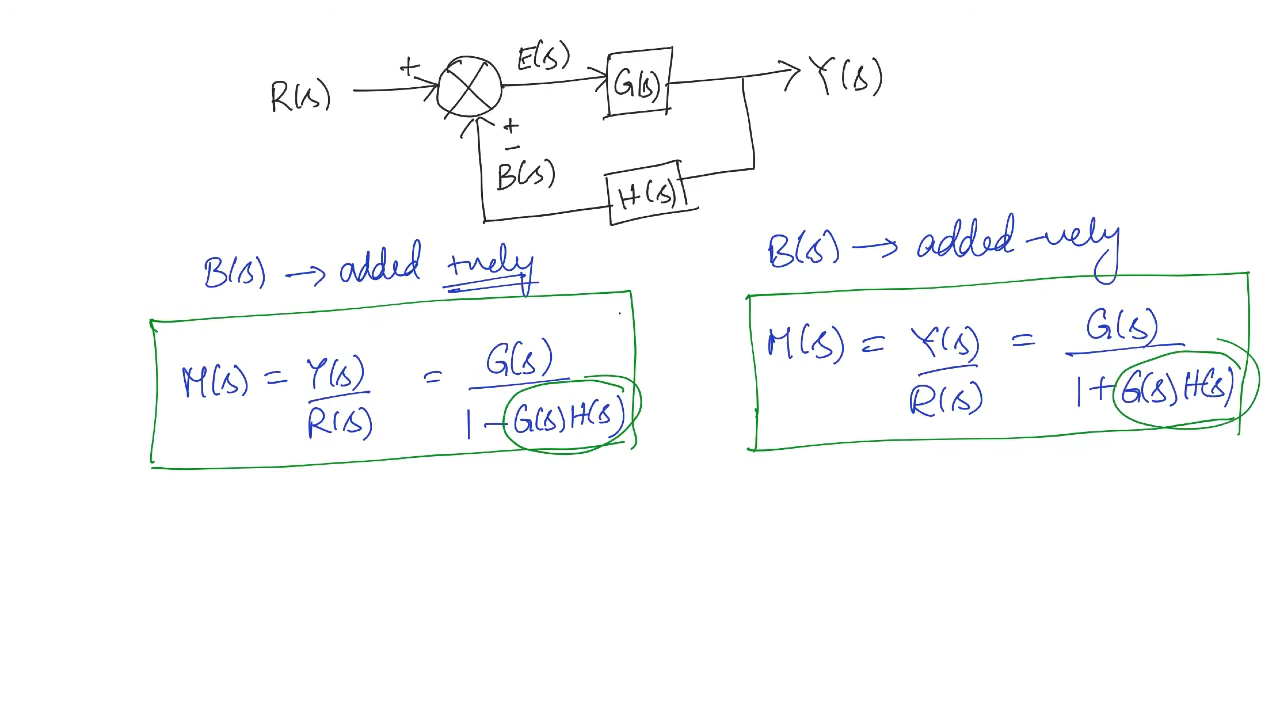 R(s) + E(s) G(s) Y(s)
+
-
B(s) H(s)
B(s) → added +vely
M(s) = Y(s)/R(s) = G(s)/1 - G(s)H(s)
B(s) → added -vely
M(s) = Y(s)/R(s) = G(s)/1 + G(s)H(s)